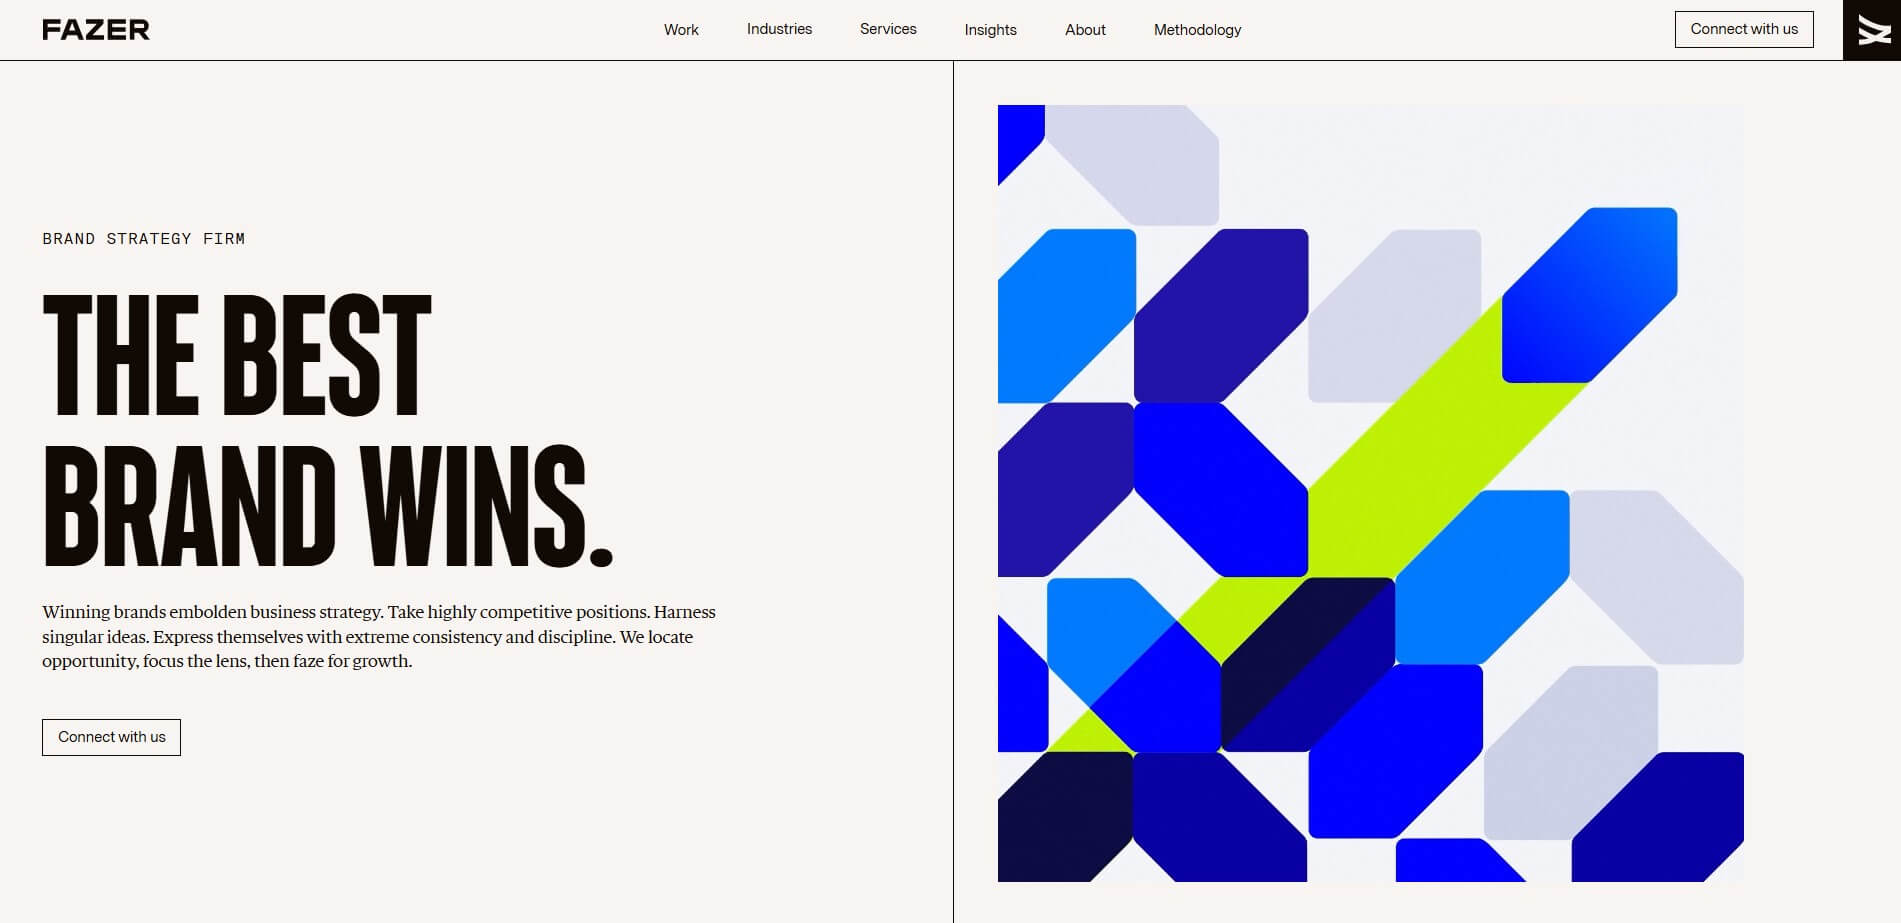 FAZER
Work
Industries
Services
Insights
About
Methodology
Connect with us
BRAND STRATEGY FIRM
THE BEST
BRAND WINS.
Winning brands embolden business strategy. Take highly competitive positions. Harness
singular ideas. Express themselves with extreme consistency and discipline. We locate
opportunity, focus the lens, then faze for growth.
Connect with us